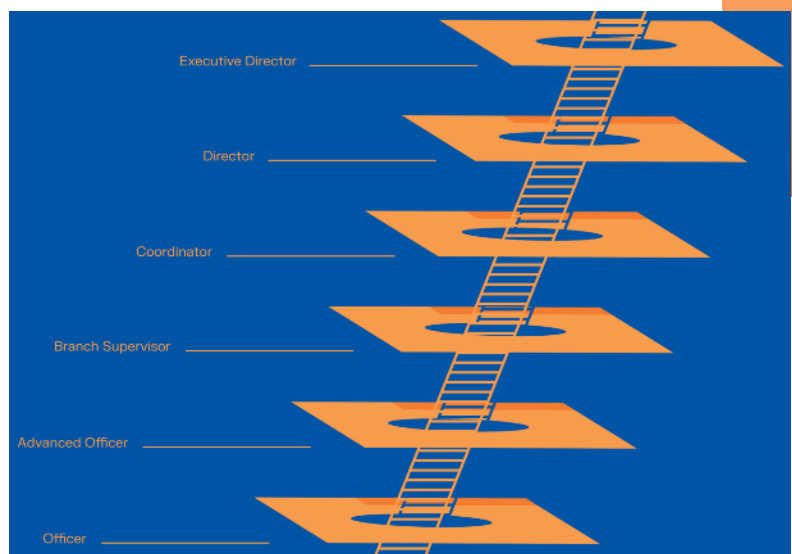 Executive Director
Director
Coordinator
Branch Supervisor
Advanced Officer
Officer